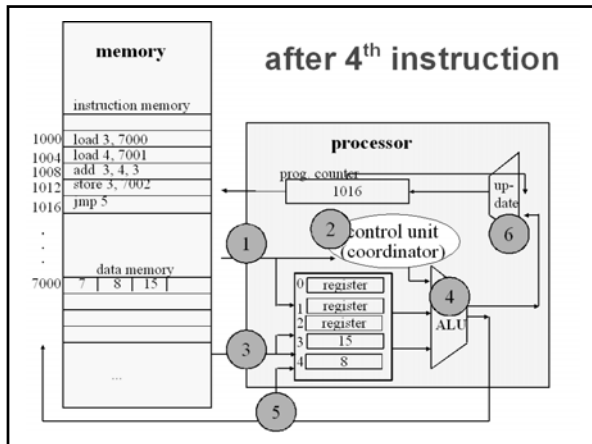 after 4th instruction
memory
instruction memory
1000 load 3, 7000
1004 load 4, 7001
1008 add 3, 4, 3
1012 store 3, 7002
1016 jmp 5
.
.
.
data memory
7000 7 8 15
...
processor
prog. counter
1016
up-
date
6
1
2
control unit
(coordinator)
0 register
1 register
2 register
3 15
4 8
4
ALU
3
5